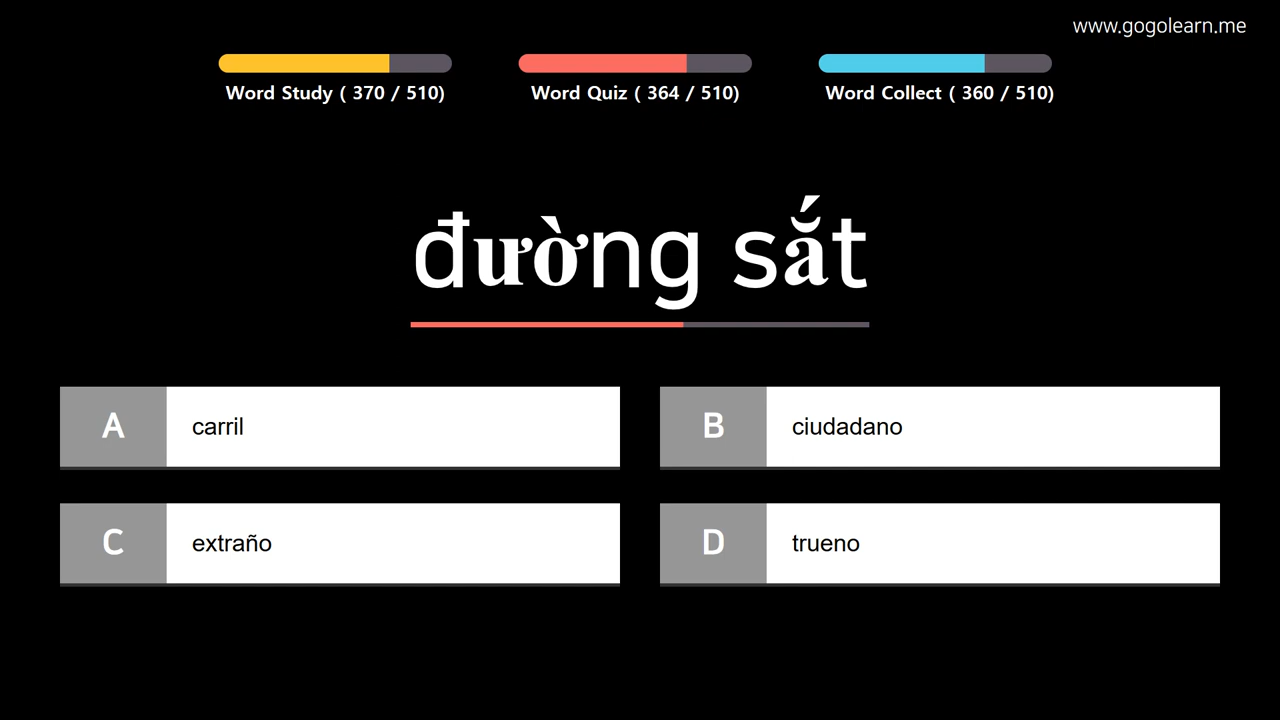 www.gogolearn.me
Word Study ( 370 / 510)
Word Quiz ( 364 / 510)
Word Collect ( 360 / 510)
đường sắt
A carril
B ciudadano
C extraño
D trueno